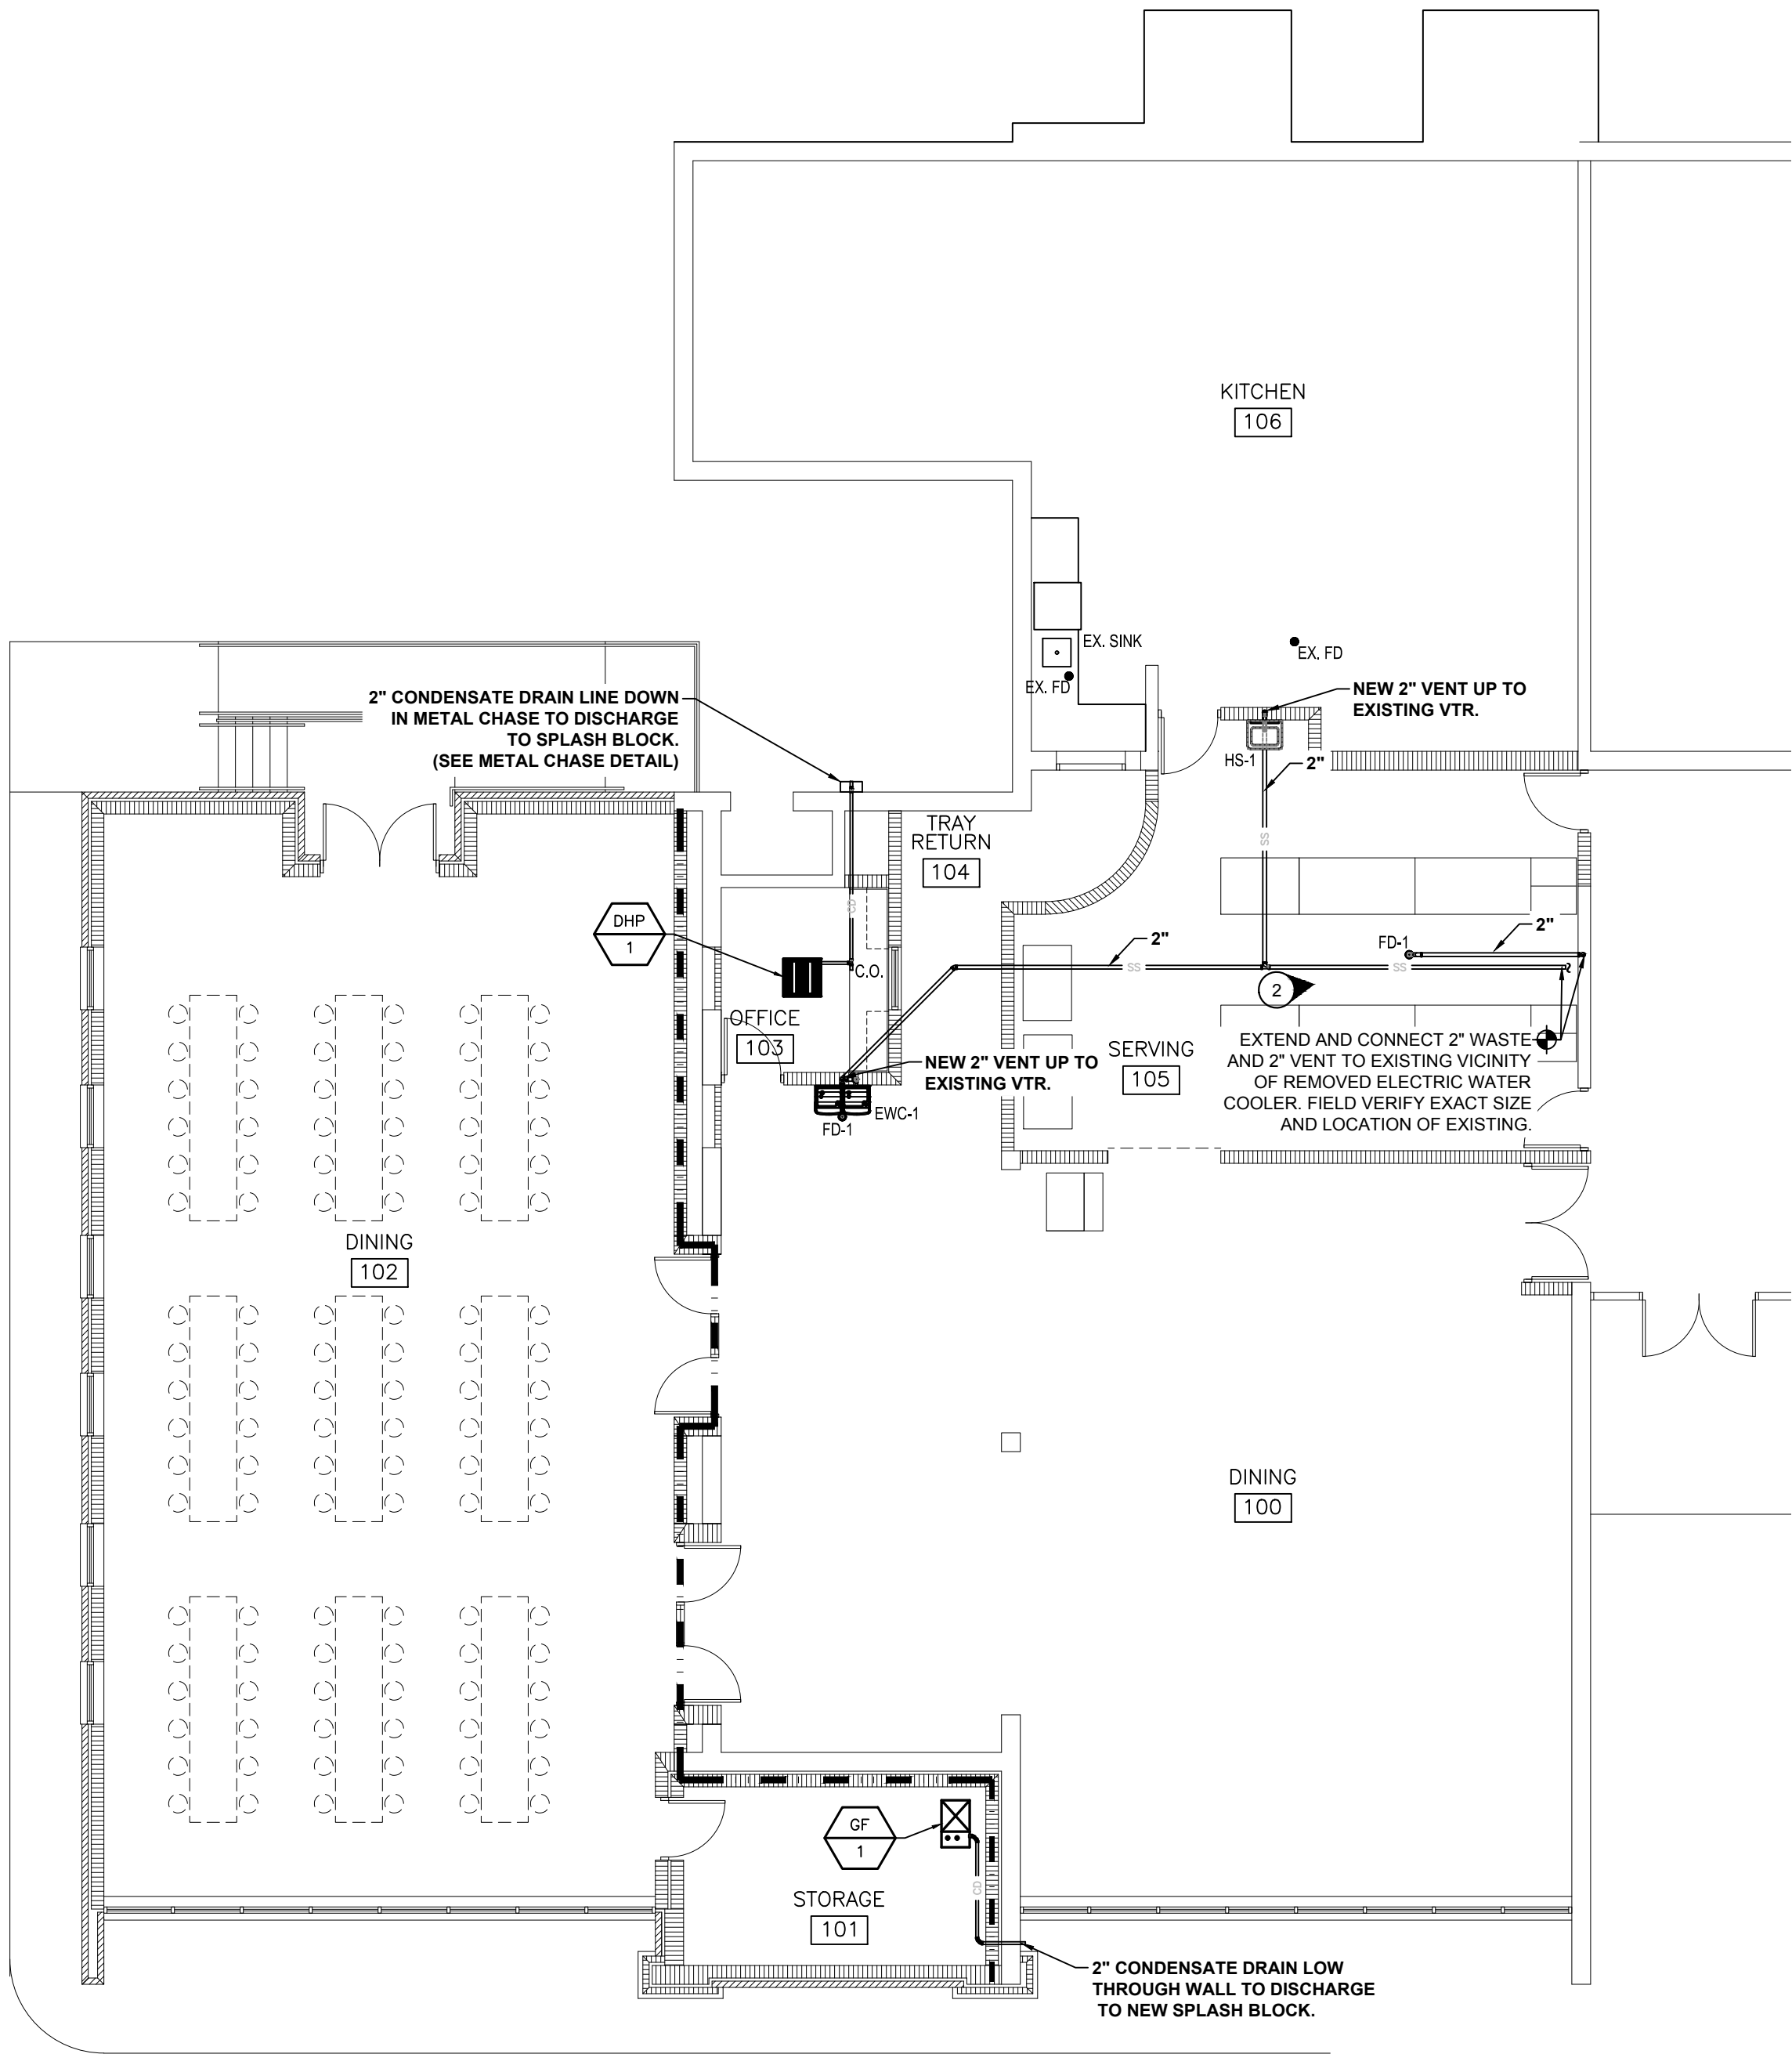 KITCHEN
106
EX. SINK
EX. FD
EX. FD
2" CONDENSATE DRAIN LINE DOWN
IN METAL CHASE TO DISCHARGE
TO SPLASH BLOCK.
(SEE METAL CHASE DETAIL)
NEW 2" VENT UP TO
EXISTING VTR.
HS-1
2"
SS
TRAY
RETURN
104
CD
DHP
1
C.O.
2"
SS
SS
FD-1
2"
2
OFFICE
103
NEW 2" VENT UP TO
EXISTING VTR.
EWC-1
FD-1
SERVING
105
EXTEND AND CONNECT 2" WASTE
AND 2" VENT TO EXISTING VICINITY
OF REMOVED ELECTRIC WATER
COOLER. FIELD VERIFY EXACT SIZE
AND LOCATION OF EXISTING.
DINING
102
DINING
100
GF
1
CD
STORAGE
101
2" CONDENSATE DRAIN LOW
THROUGH WALL TO DISCHARGE
TO NEW SPLASH BLOCK.